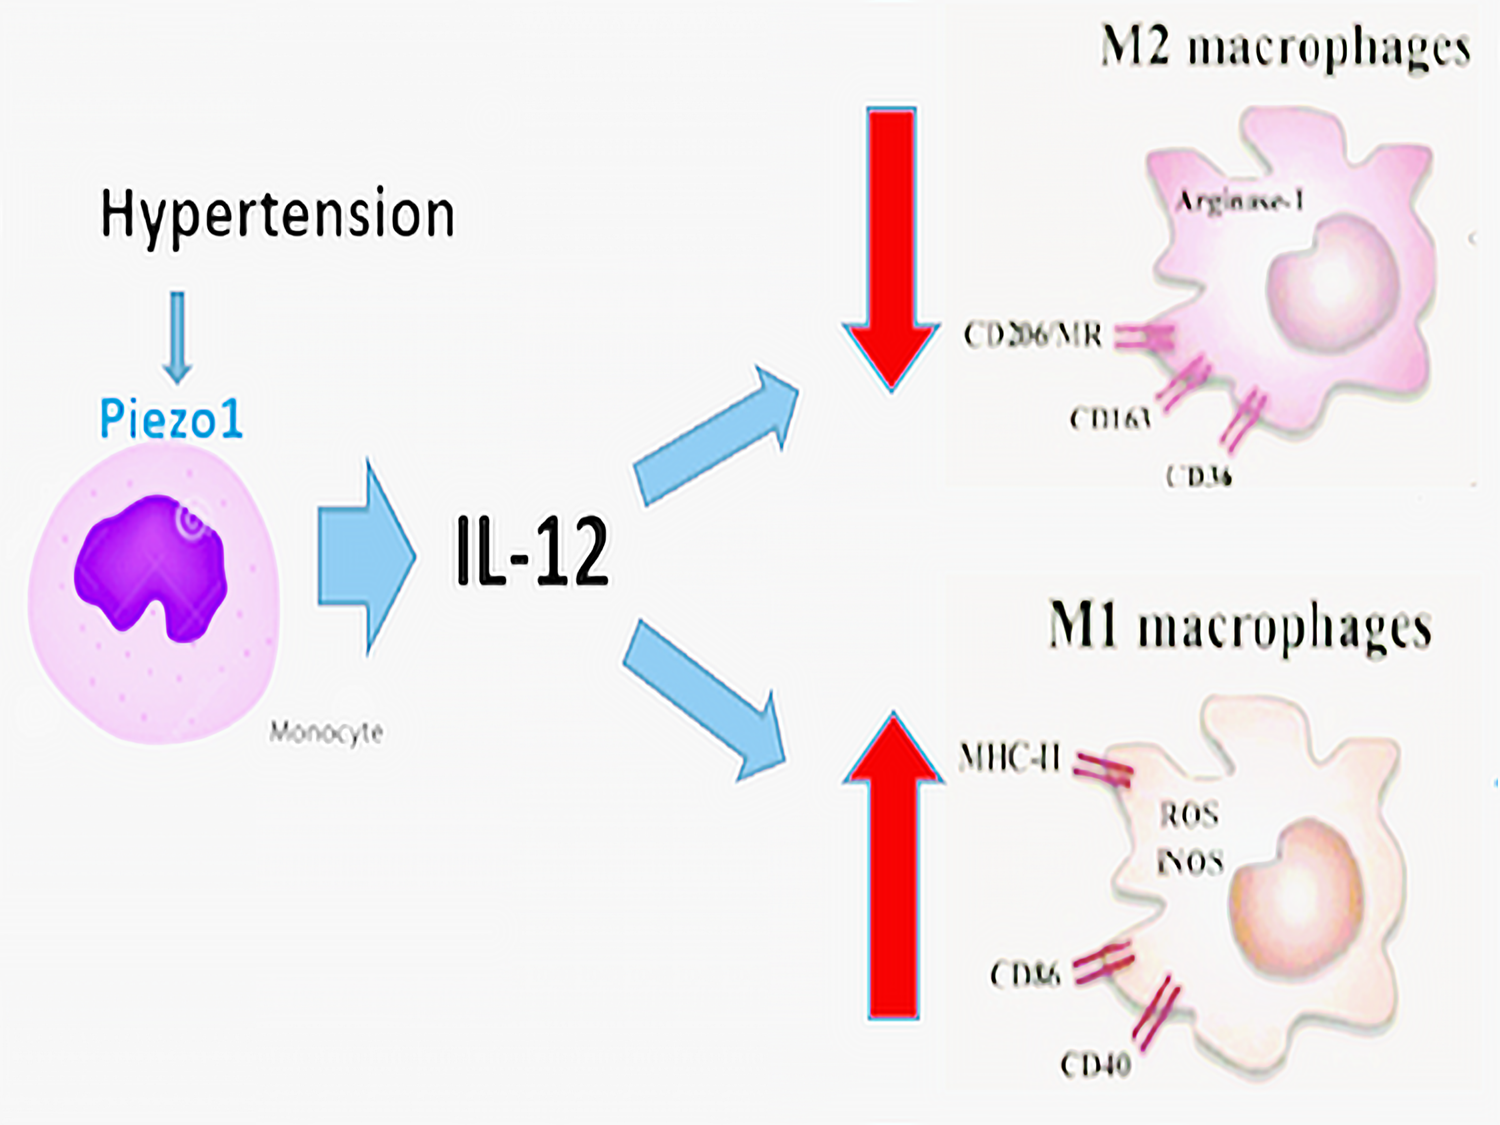 M2 macrophages
Hypertension
Arginase-1
CD206/MR
Piezo1
CD163
CD36
IL-12
M1 macrophages
Monocyte
MHC-II
ROS
iNOS
CD86
CD40